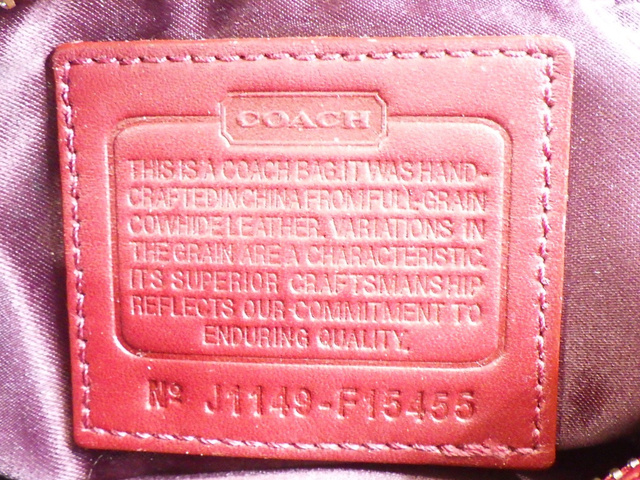 COACH
THIS IS A COACH BAG. IT WAS HAND-
CRAFTED IN CHINA FROM FULL-GRAIN
COWHIDE LEATHER. VARIATIONS IN
THE GRAIN ARE A CHARACTERISTIC.
ITS SUPERIOR CRAFTSMANSHIP
REFLECTS OUR COMMITMENT TO
ENDURING QUALITY.
Nº J1149-F15455